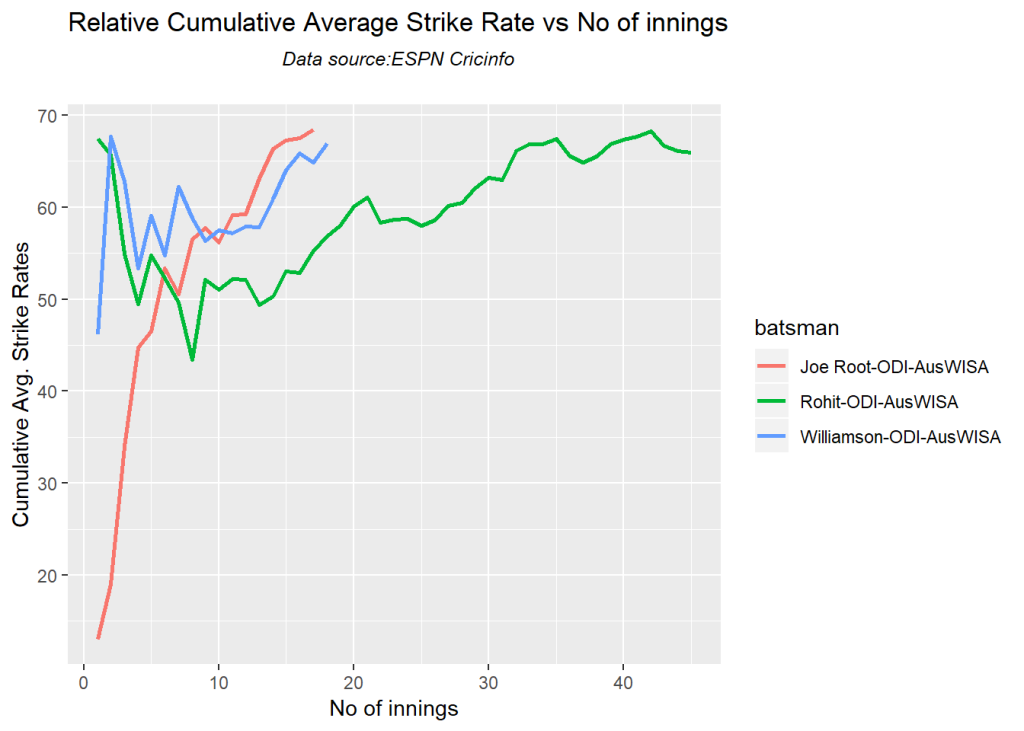 Relative Cumulative Average Strike Rate vs No of innings
Data source:ESPN Cricinfo
Cumulative Avg. Strike Rates
70
60
50
40
30
20
0
10
20
30
40
No of innings
batsman
Joe Root-ODI-AusWISA
Rohit-ODI-AusWISA
Williamson-ODI-AusWISA